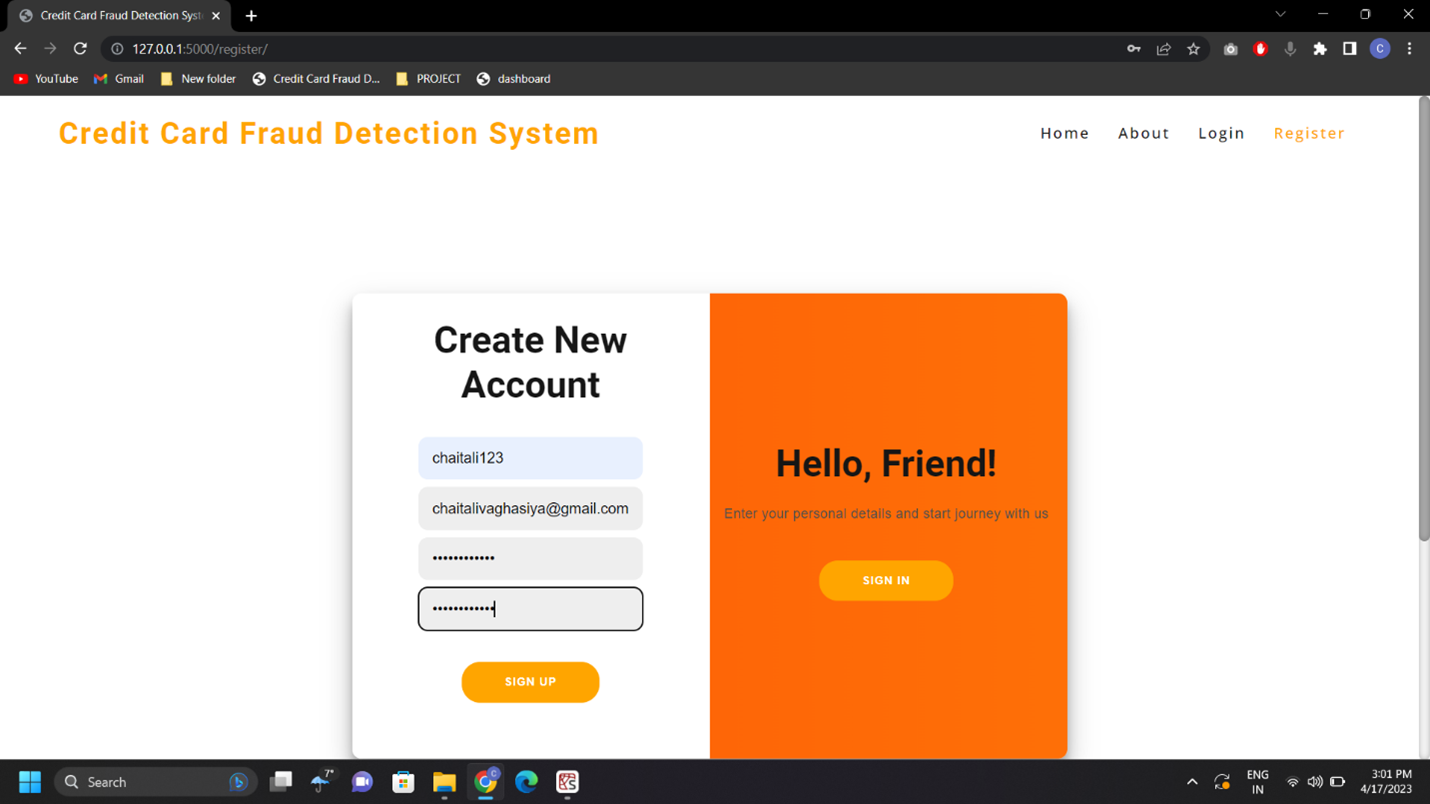 Credit Card Fraud Detection Syst
127.0.0.1:5000/register/
YouTube Gmail New folder Credit Card Fraud D... PROJECT dashboard
C
Credit Card Fraud Detection System
Home About Login Register
Create New
Account
chaitali123
chaitalivaghasiya@gmail.com
••••••••••••
••••••••••••
SIGN UP
Hello, Friend!
Enter your personal details and start journey with us
SIGN IN
Search
7°
C
ENG
IN
3:01 PM
4/17/2023